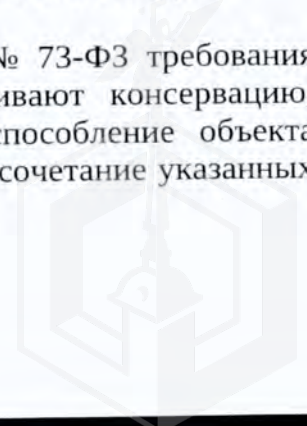 № 73-ФЗ требования
ивают консервацию
способление объекта
сочетание указанных